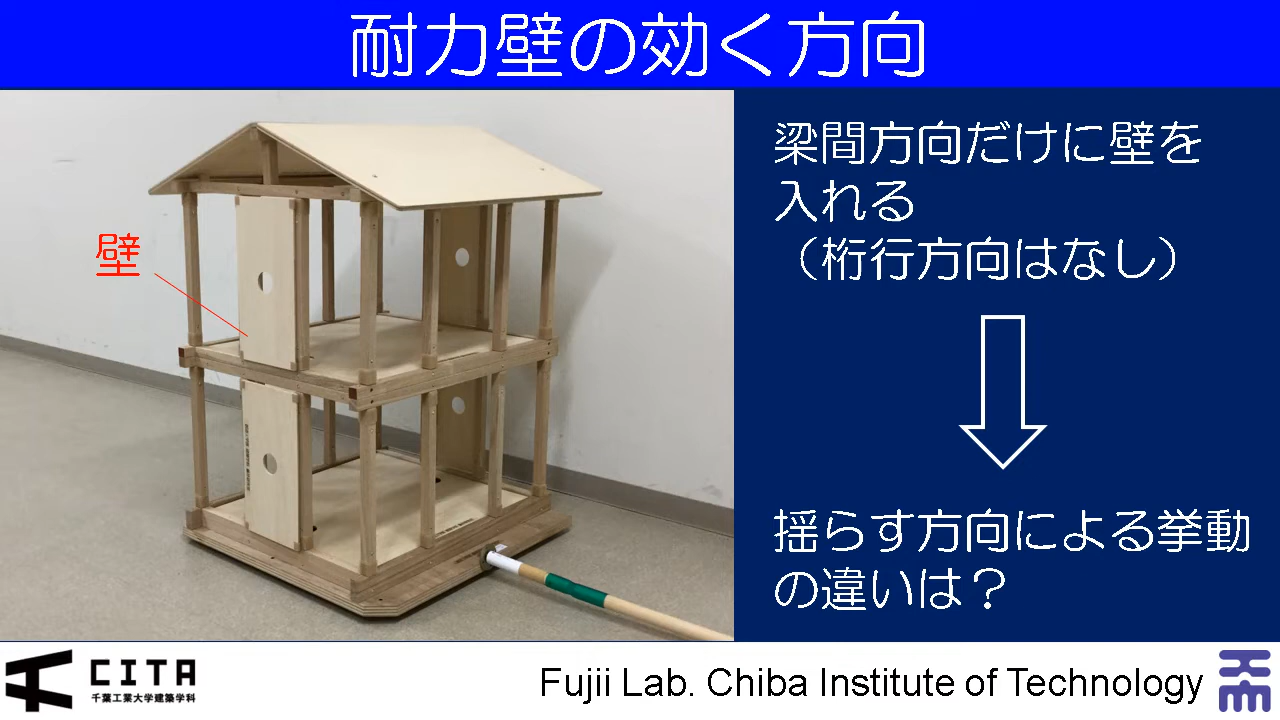 耐力壁の効く方向
壁
梁間方向だけに壁を
入れる
（桁行方向はなし）
揺らす方向による挙動
の違いは？
CITA
千葉工業大学建築学科
Fujii Lab. Chiba Institute of Technology